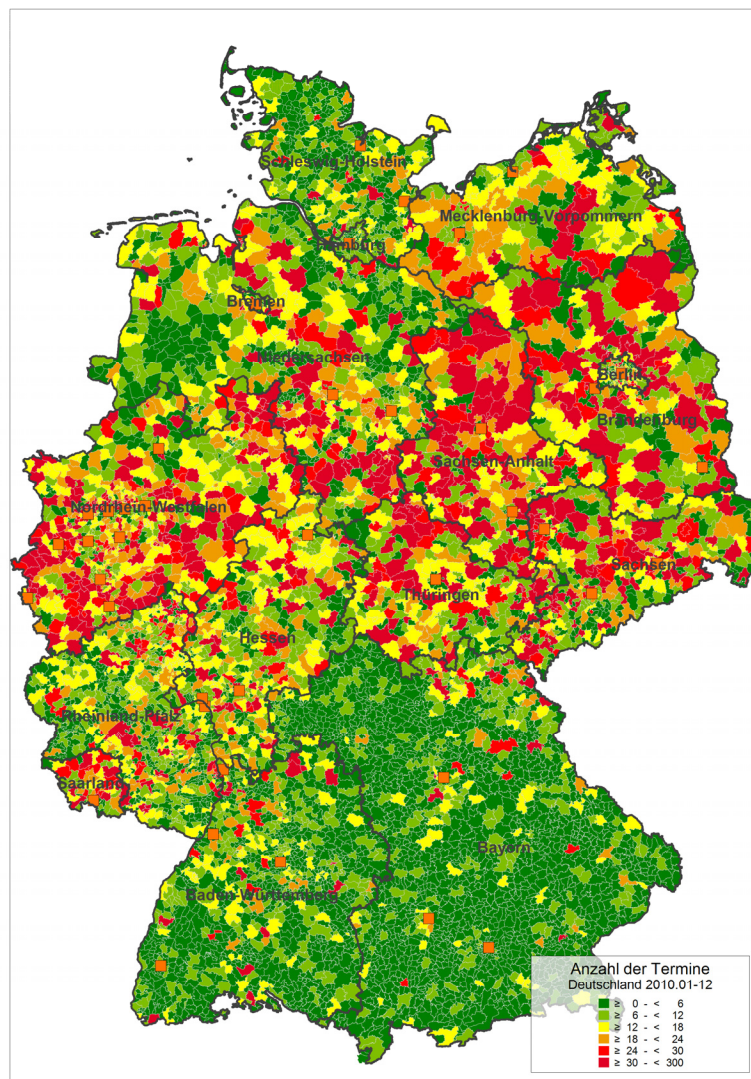 Schleswig-Holstein
Mecklenburg-Vorpommern
Hamburg
Bremen
Niedersachsen
Berlin
Brandenburg
Sachsen-Anhalt
Nordrhein-Westfalen
Sachsen
Thüringen
Hessen
Rheinland-Pfalz
Saarland
Bayern
Baden-Württemberg
Anzahl der Termine
Deutschland 2010.01-12
≥ 0 - < 6
≥ 6 - < 12
≥ 12 - < 18
≥ 18 - < 24
≥ 24 - < 30
≥ 30 - < 300